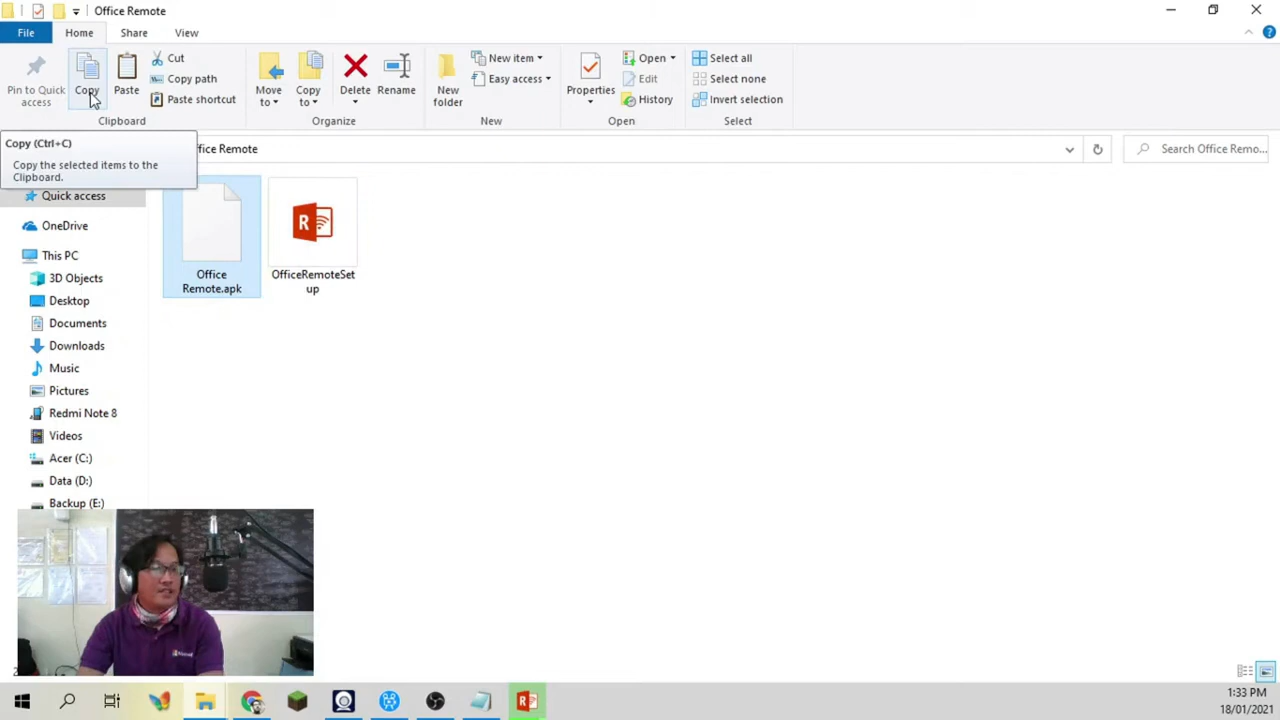 Office Remote
File
Home
Share
View
Pin to Quick
access
Copy
Paste
Cut
Copy path
Paste shortcut
Clipboard
Move
to
Copy
to
Delete
Rename
Organize
New
folder
New item
Easy access
New
Properties
Open
Edit
History
Open
Select all
Select none
Invert selection
Select
Copy (Ctrl+C)
Copy the selected items to the
Clipboard.
ffice Remote
Search Office Remo...
Quick access
OneDrive
This PC
3D Objects
Desktop
Documents
Downloads
Music
Pictures
Redmi Note 8
Videos
Acer (C:)
Data (D:)
Backup (E:)
Office
Remote.apk
OfficeRemoteSet
up
Microsoft
1:33 PM
18/01/2021